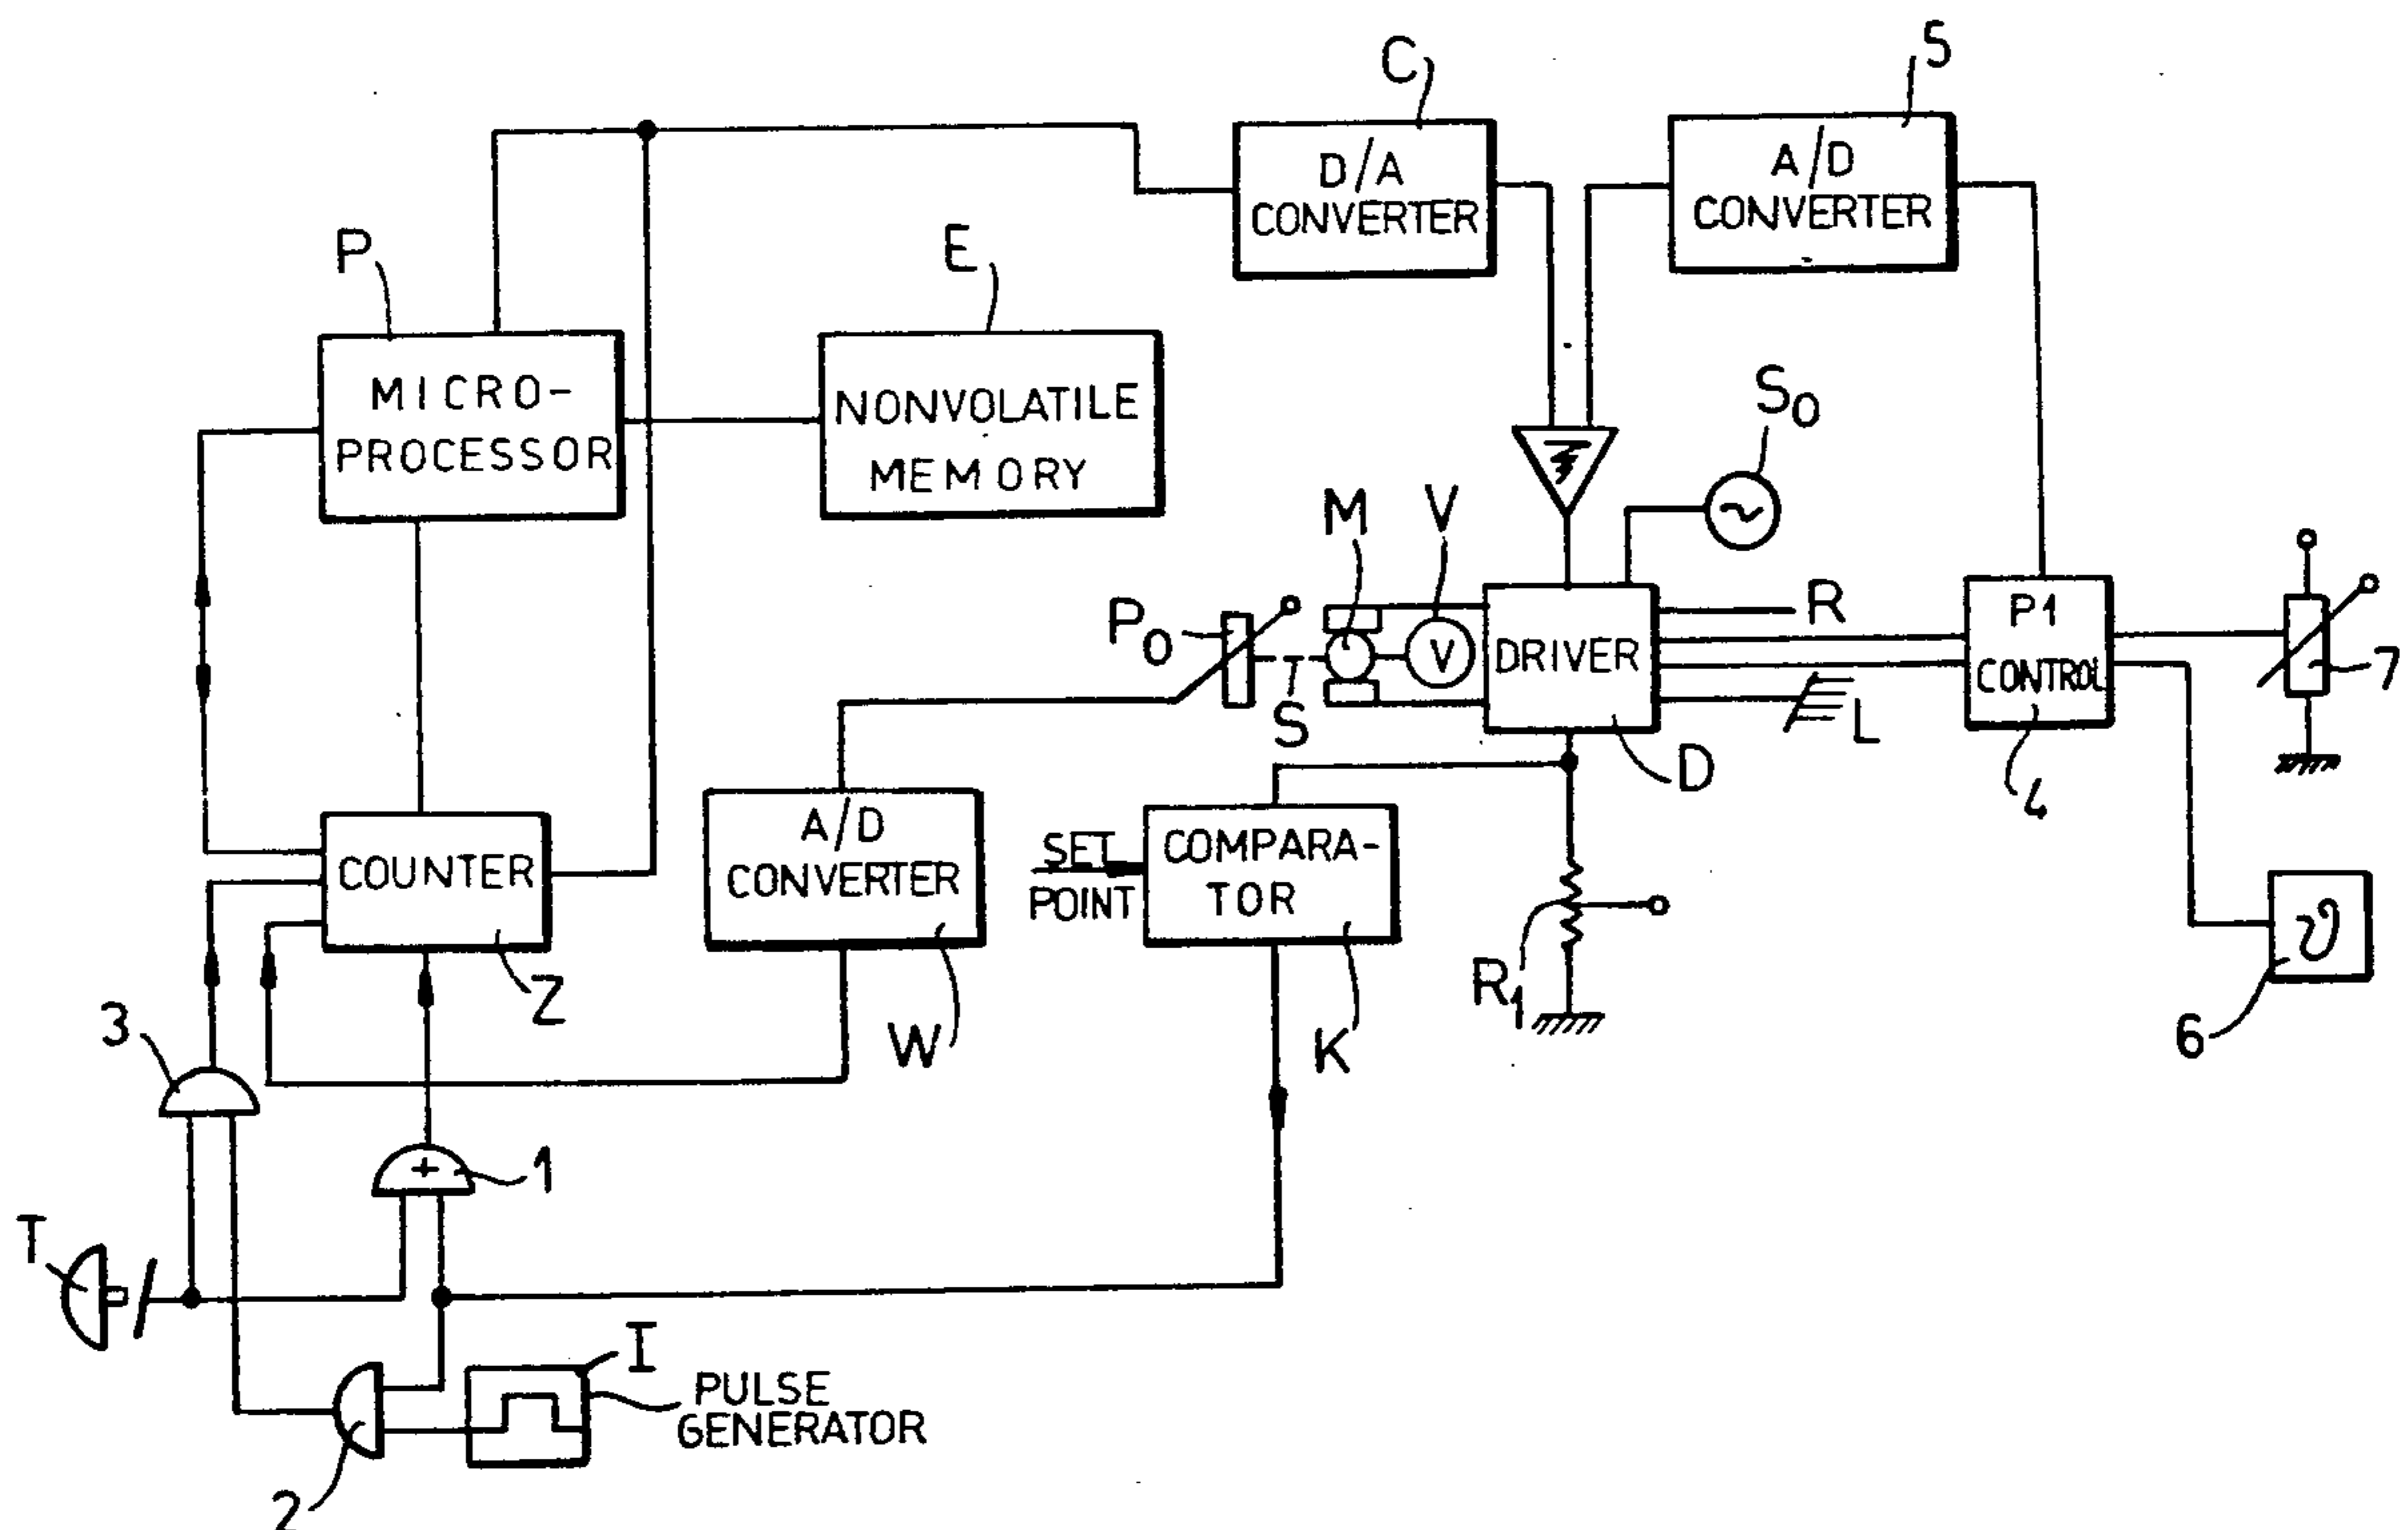 C
5
D/A
CONVERTER
A/D
CONVERTER
P
E
MICRO-
PROCESSOR
NONVOLATILE
MEMORY
S0
M
V
P0
V
DRIVER
R
P1
CONTROL
S
L
7
D
4
A/D
CONVERTER
SET
POINT
COMPARA-
TOR
COUNTER
R1
ϑ
Z
W
K
6
3
+
1
T
I
PULSE
GENERATOR
2